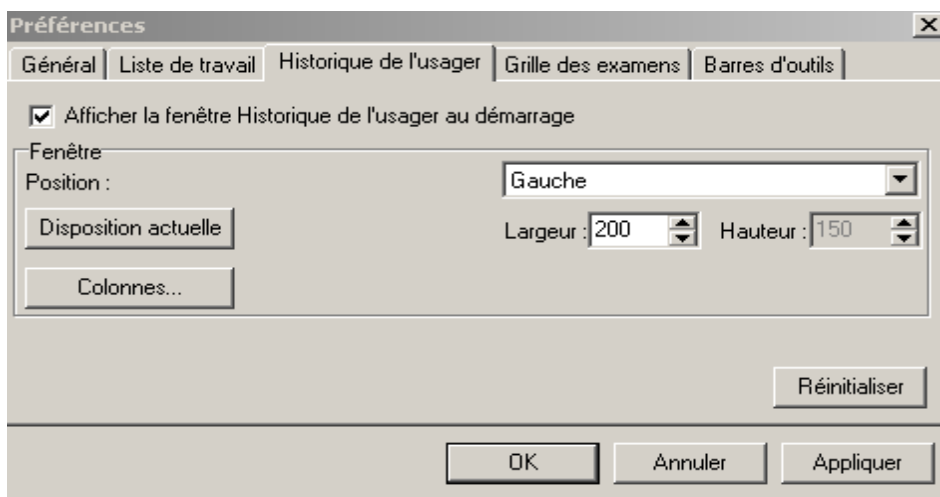 Préférences
Général Liste de travail Historique de l'usager Grille des examens Barres d'outils
Afficher la fenêtre Historique de l'usager au démarrage
Fenêtre
Position : Gauche
Disposition actuelle Largeur : 200 Hauteur : 150
Colonnes...
Réinitialiser
OK Annuler Appliquer